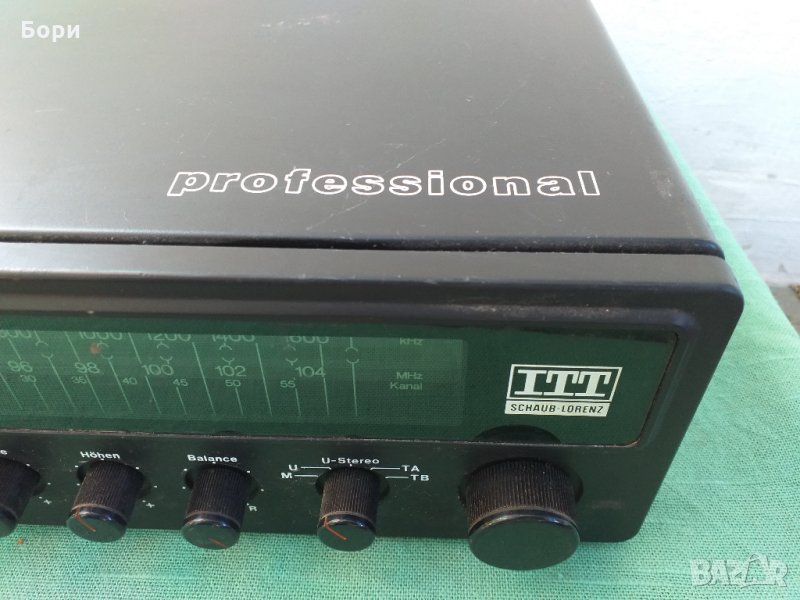 Бори
professional
1000 1200 1400 1600 kHz
96 98 100 102 104 MHz
30 35 40 45 50 55 Kanal
ITT
SCHAUB-LORENZ
Höhen
Balance
R
U-Stereo
U TA
M TB
BAZAR